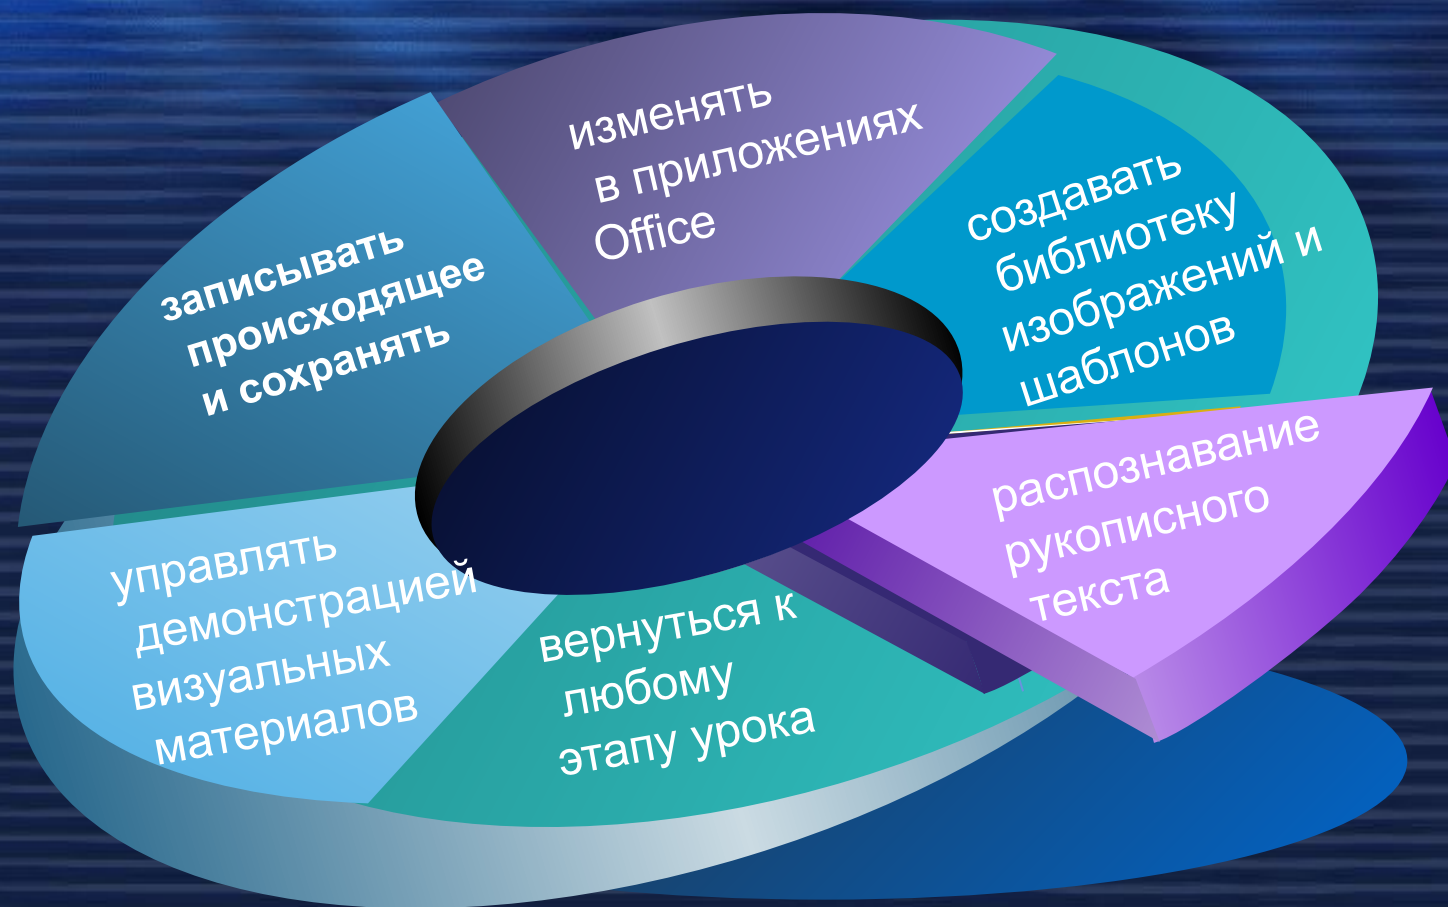 записывать
происходящее
и сохранять
изменять
в приложениях
Office
создавать
библиотеку
изображений и
шаблонов
распознавание
рукописного
текста
вернуться к
любому
этапу урока
управлять
демонстрацией
визуальных
материалов